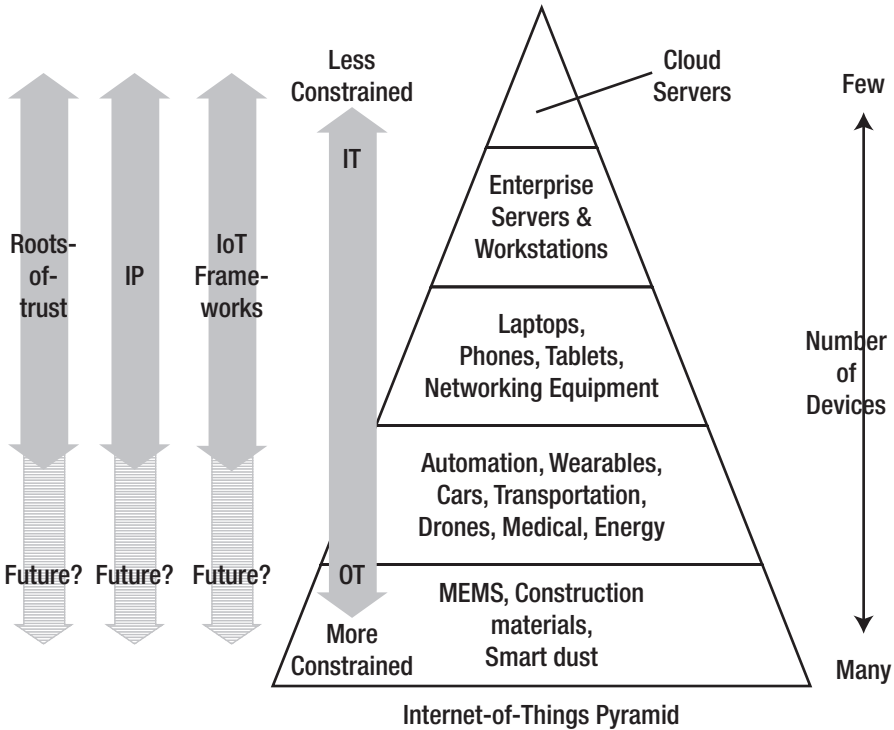 Less
Constrained
Cloud
Servers
Few
IT
Enterprise
Servers &
Workstations
Roots-
of-
trust
IP
IoT
Frame-
works
Laptops,
Phones, Tablets,
Networking Equipment
Number
of
Devices
Automation, Wearables,
Cars, Transportation,
Drones, Medical, Energy
Future?
Future?
Future?
OT
MEMS, Construction
materials,
Smart dust
More
Constrained
Many
Internet-of-Things Pyramid